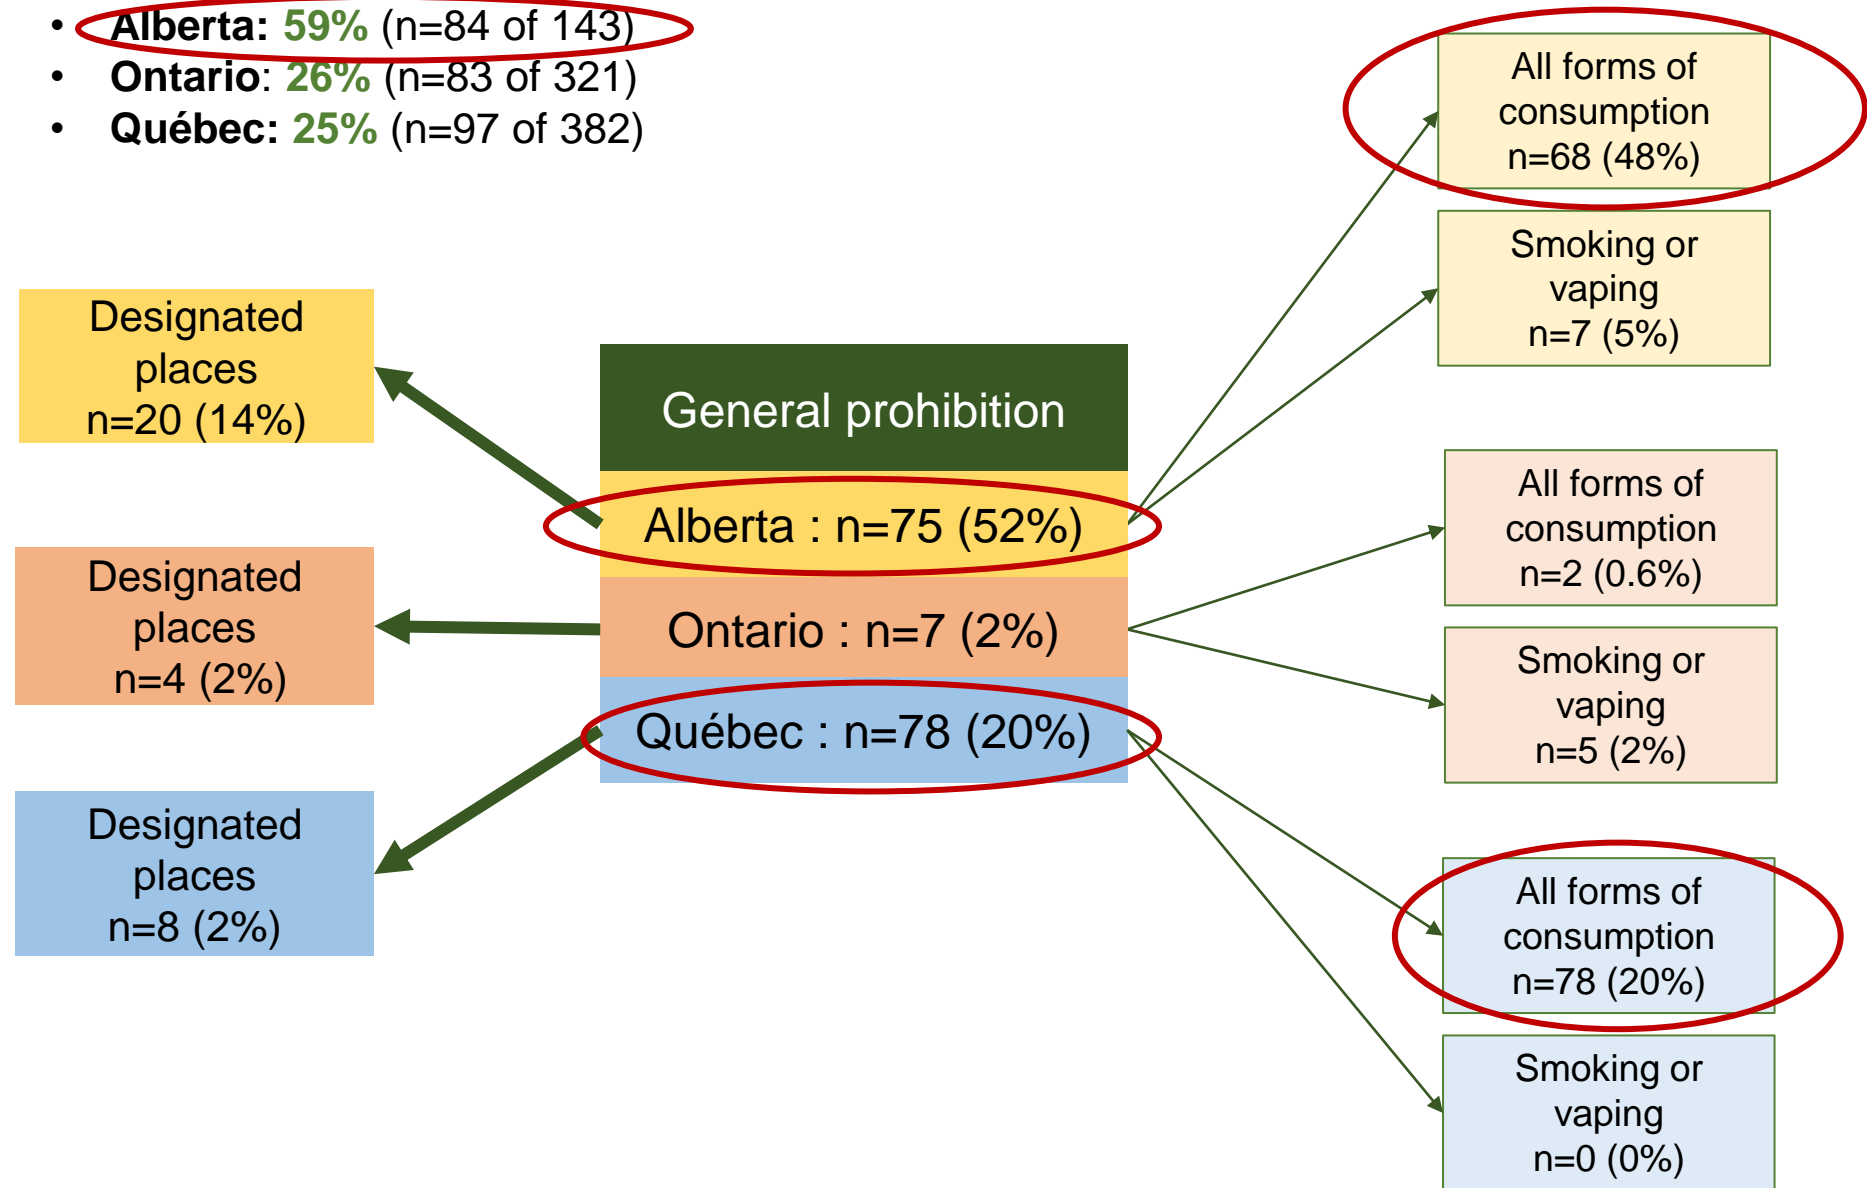 • Alberta: 59% (n=84 of 143)
• Ontario: 26% (n=83 of 321)
• Québec: 25% (n=97 of 382)
Designated
places
n=20 (14%)
Designated
places
n=4 (2%)
Designated
places
n=8 (2%)
General prohibition
Alberta : n=75 (52%)
Ontario : n=7 (2%)
Québec : n=78 (20%)
All forms of
consumption
n=68 (48%)
Smoking or
vaping
n=7 (5%)
All forms of
consumption
n=2 (0.6%)
Smoking or
vaping
n=5 (2%)
All forms of
consumption
n=78 (20%)
Smoking or
vaping
n=0 (0%)